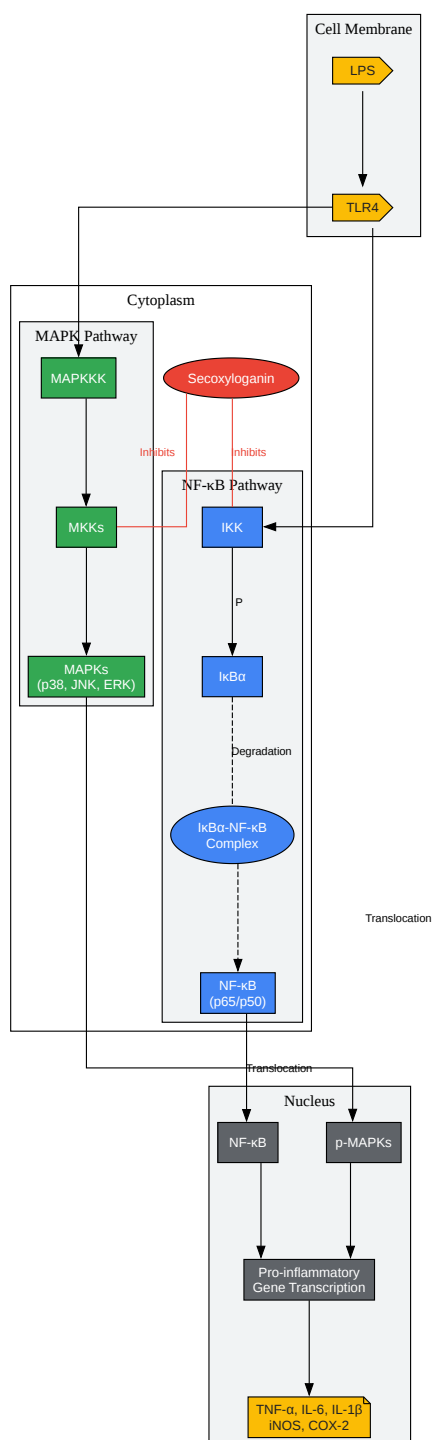 Cell Membrane
LPS
TLR4
Cytoplasm
MAPK Pathway
MAPKKK
Secoxyloganin
Inhibits
Inhibits
NF-κB Pathway
MKKs
IKK
P
MAPKs
(p38, JNK, ERK)
IκBα
Degradation
IκBα-NF-κB
Complex
Translocation
NF-κB
(p65/p50)
Translocation
Nucleus
NF-κB
p-MAPKs
Pro-inflammatory
Gene Transcription
TNF-α, IL-6, IL-1β
iNOS, COX-2